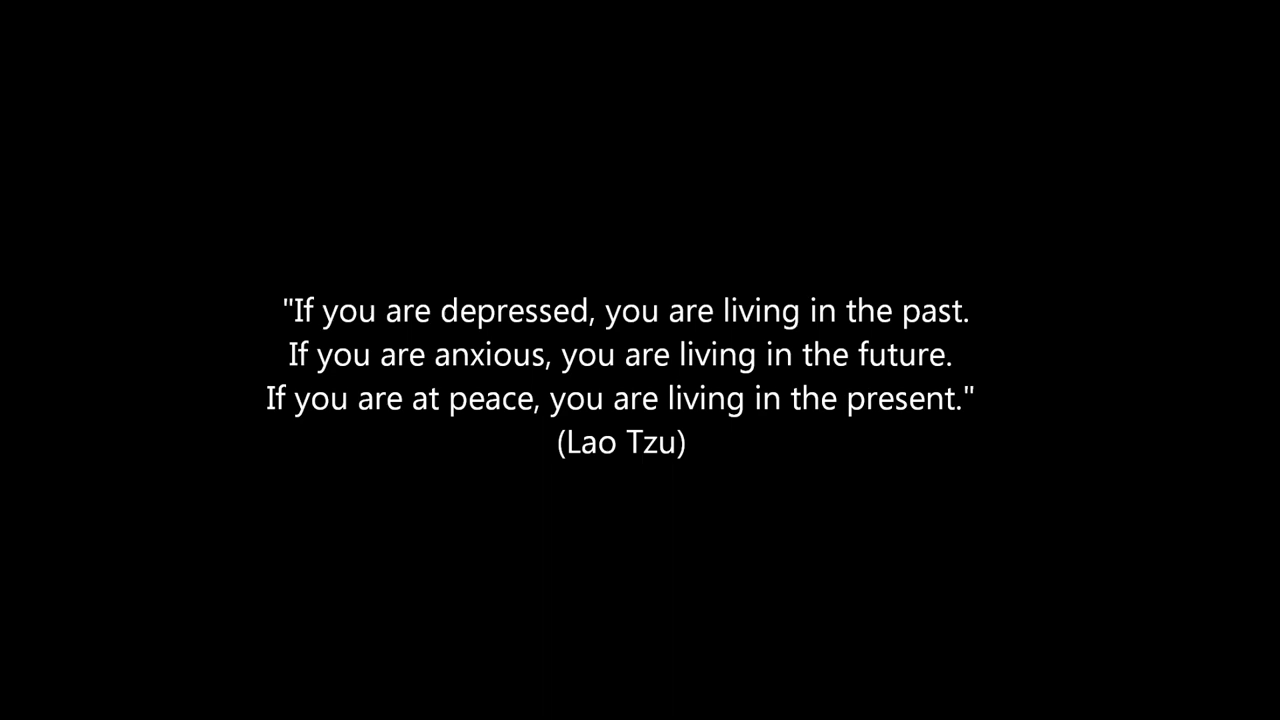 "If you are depressed, you are living in the past.
If you are anxious, you are living in the future.
If you are at peace, you are living in the present."
(Lao Tzu)